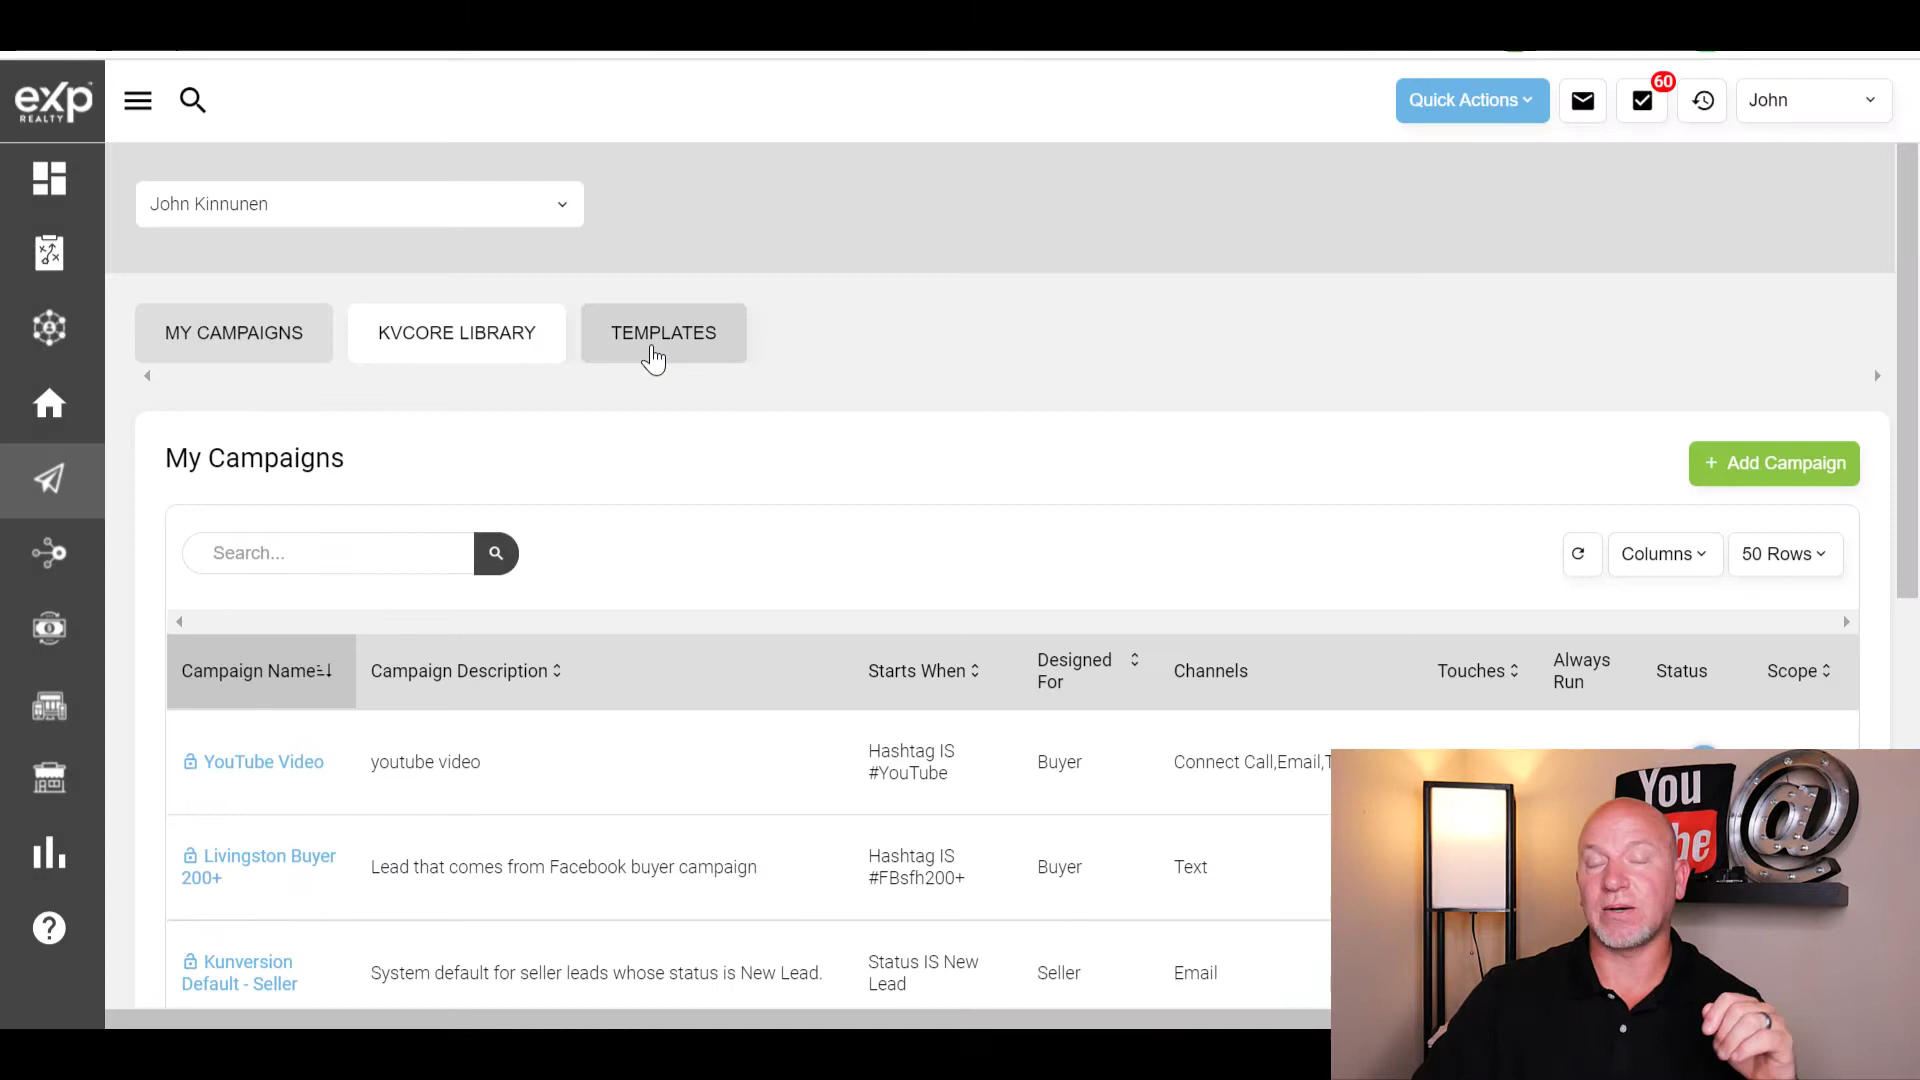 exp
REALTY
Quick Actions
60
John
John Kinnunen
MY CAMPAIGNS
KVCORE LIBRARY
TEMPLATES
My Campaigns
+ Add Campaign
Search...
Columns
50 Rows
Campaign Name
Campaign Description
Starts When
Designed
For
Channels
Touches
Always
Run
Status
Scope
YouTube Video
youtube video
Hashtag IS
#YouTube
Buyer
Connect Call,Email,T
Livingston Buyer
200+
Lead that comes from Facebook buyer campaign
Hashtag IS
#FBsfh200+
Buyer
Text
Kunversion
Default - Seller
System default for seller leads whose status is New Lead.
Status IS New
Lead
Seller
Email
You
be
@